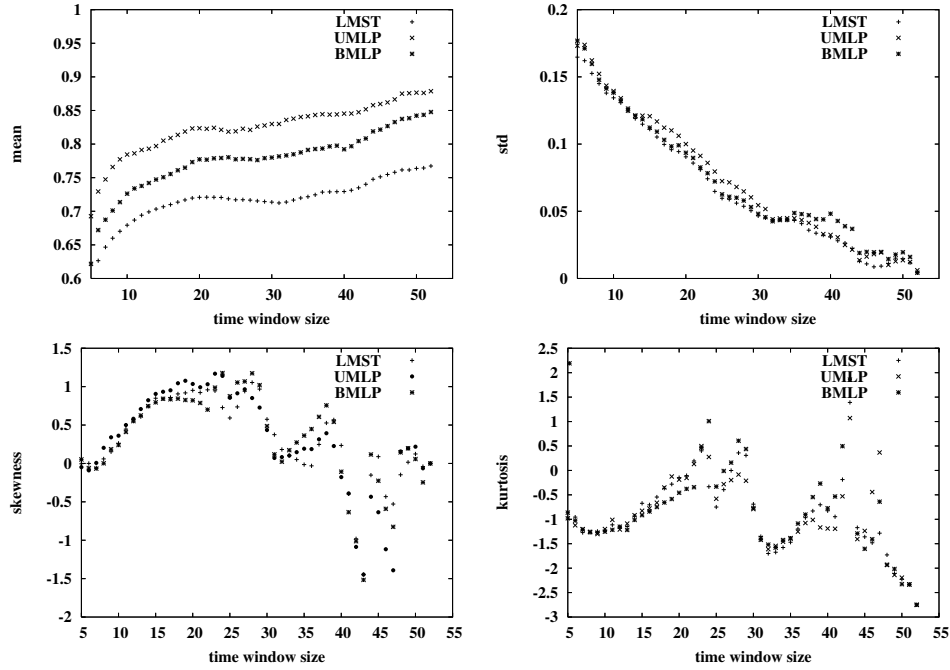 1
0.95
0.9
0.85
0.8
0.75
0.7
0.65
0.6
mean
LMST
UMLP
BMLP
10 20 30 40 50
time window size
0.2
0.15
0.1
0.05
0
std
LMST
UMLP
BMLP
10 20 30 40 50
time window size
1.5
1
0.5
0
-0.5
-1
-1.5
-2
skewness
LMST
UMLP
BMLP
5 10 15 20 25 30 35 40 45 50 55
time window size
2.5
2
1.5
1
0.5
0
-0.5
-1
-1.5
-2
-2.5
-3
kurtosis
LMST
UMLP
BMLP
5 10 15 20 25 30 35 40 45 50 55
time window size